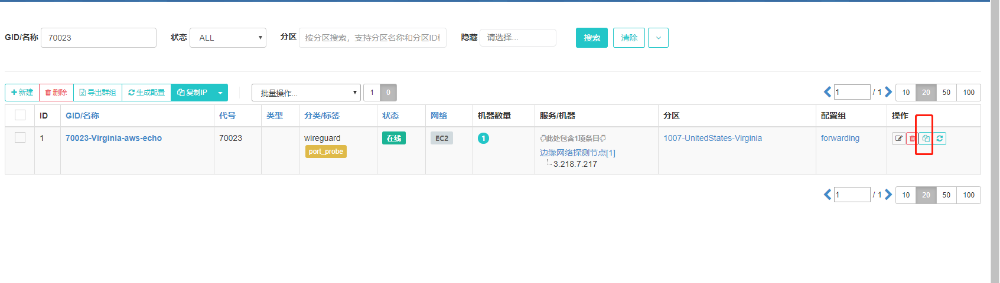 GID/名称 70023 状态 ALL 分区 按分区搜索，支持分区名称和分区ID 隐藏 请选择... 搜索 清除
新建 删除 导出群组 生成配置 复制IP 批量操作... 1 0 1 / 1 10 20 50 100
ID GID/名称 代号 类型 分类/标签 状态 网络 机器数量 服务/机器 分区 配置组 操作
1 70023-Virginia-aws-echo 70023 wireguard 在线 EC2 1 此处包含1项条目 1007-UnitedStates-Virginia forwarding
port_probe 边缘网络探测节点[1]
3.218.7.217
1 / 1 10 20 50 100